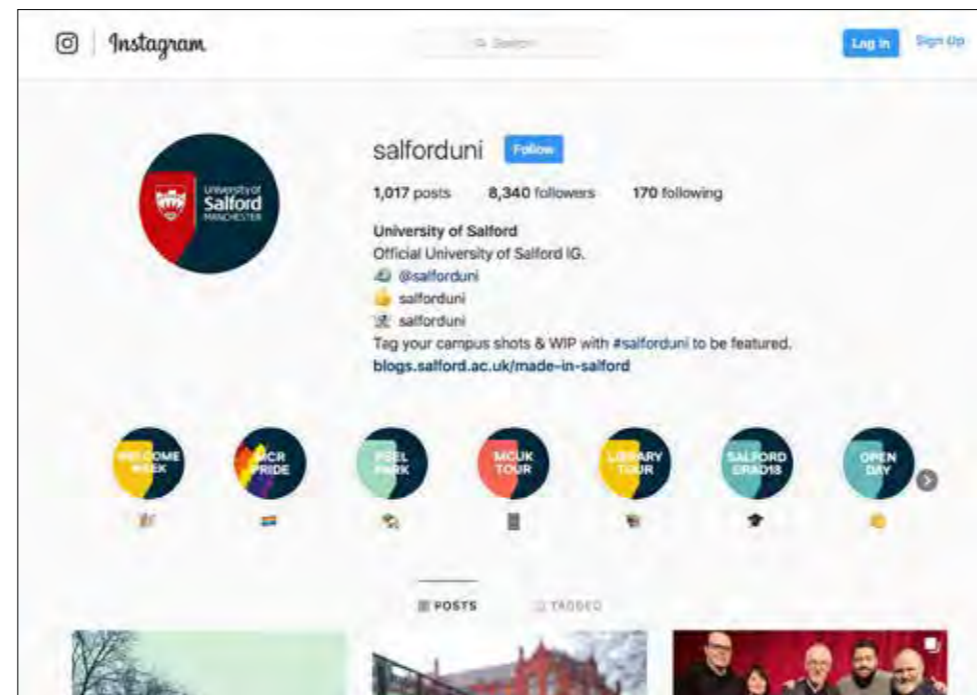 Instagram
Search
Log In
Sign Up
salforduni
Follow
1,017 posts 8,340 followers 170 following
University of Salford
Official University of Salford IG.
@salforduni
salforduni
salforduni
Tag your campus shots & WIP with #salforduni to be featured.
blogs.salford.ac.uk/made-in-salford
University of
Salford
MANCHESTER
WELCOME
WEEK
MCR
PRIDE
PEEL
PARK
MCUK
TOUR
LIBRARY
TOUR
SALFORD
GRAD18
OPEN
DAY
POSTS
TAGGED